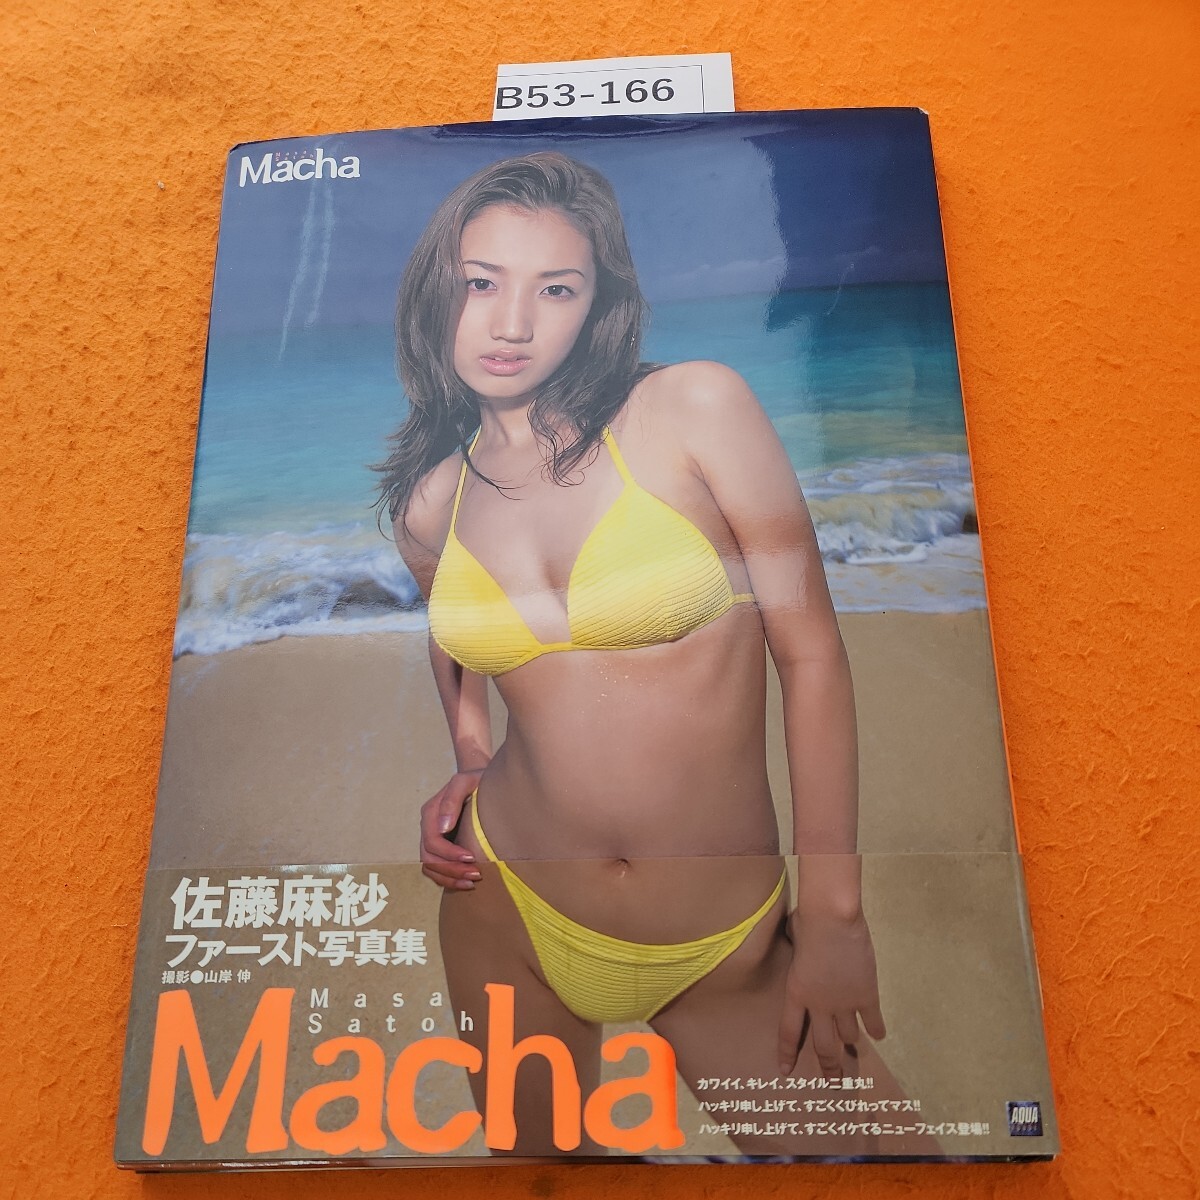 B53-166
Masa
Satoh
Macha
佐藤麻紗
ファースト写真集
撮影●山岸 伸
Masa
Satoh
Macha
カワイイ、キレイ、スタイル二重丸!!
ハッキリ申し上げて、すごくくびれってマス!!
ハッキリ申し上げて、すごくイケてるニューフェイス登場!!
AQUA